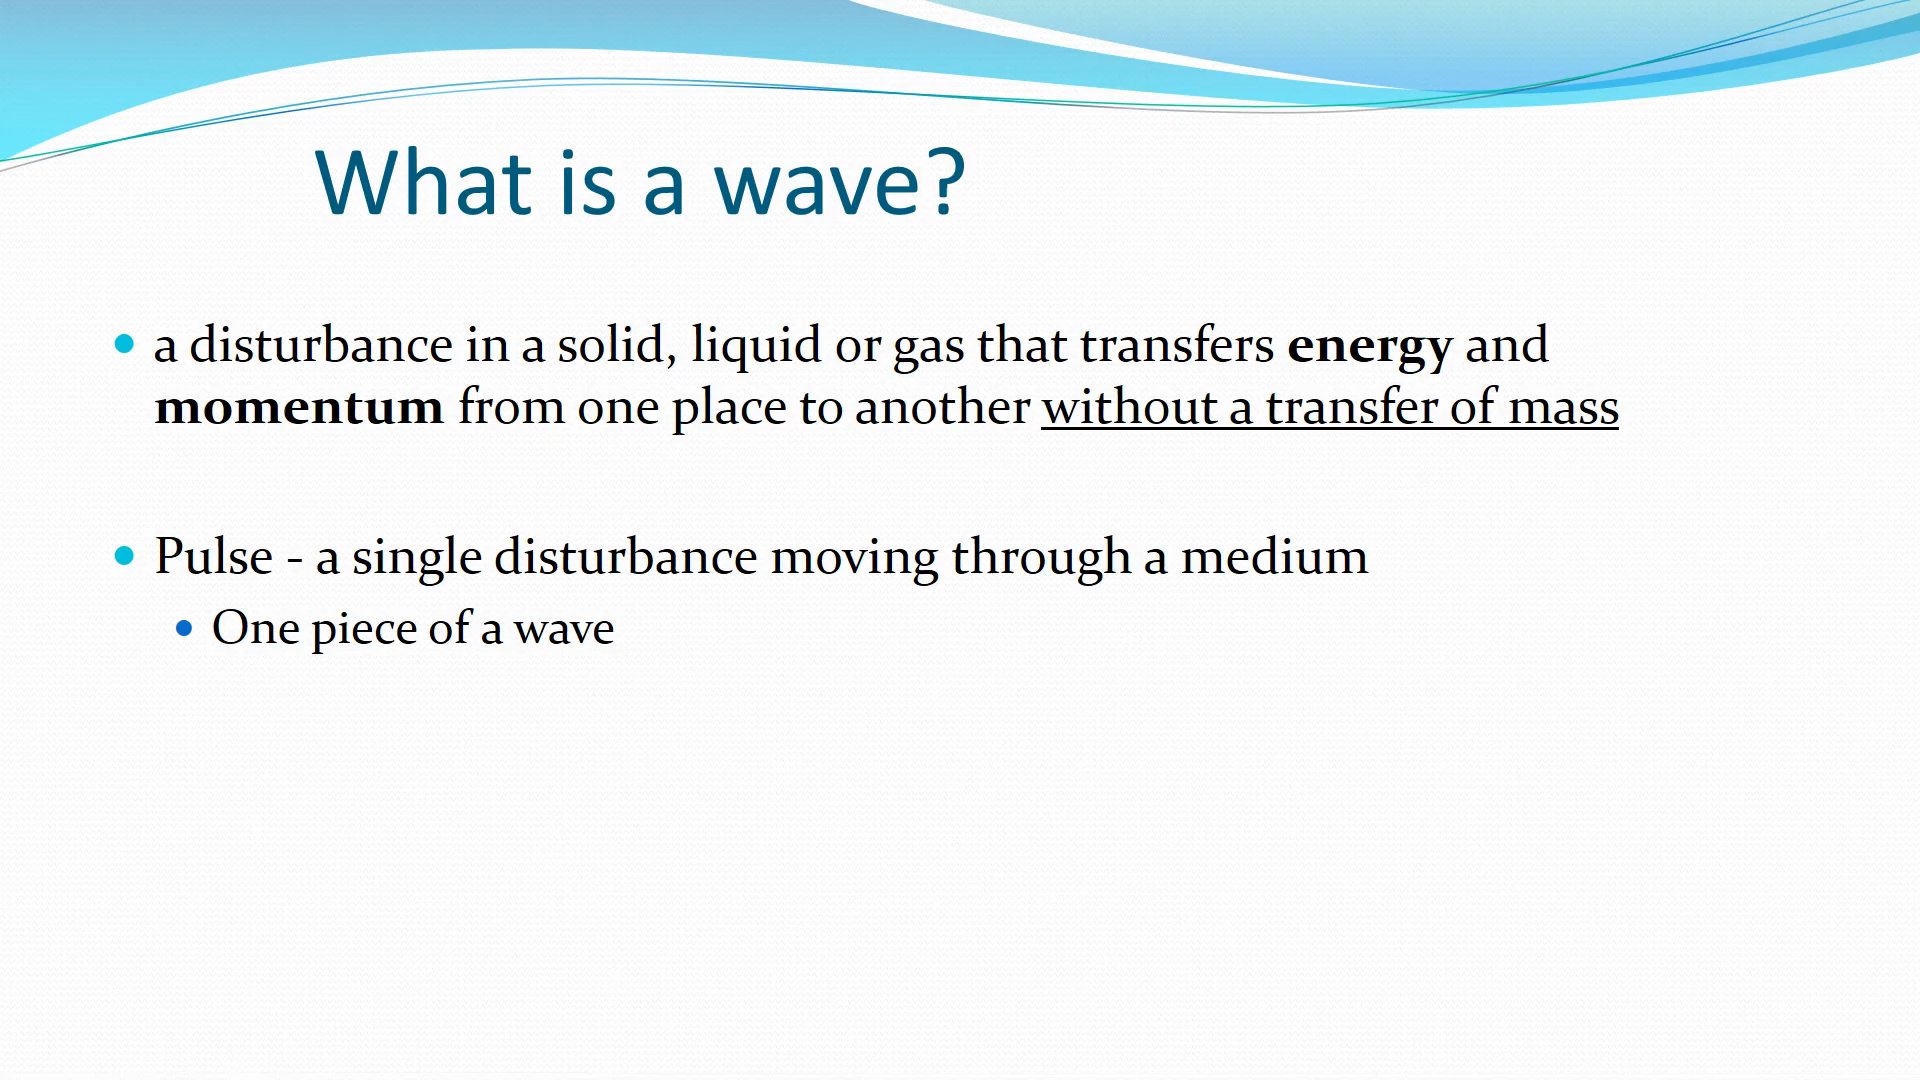 What is a wave?
a disturbance in a solid, liquid or gas that transfers energy and
momentum from one place to another without a transfer of mass
Pulse - a single disturbance moving through a medium
One piece of a wave